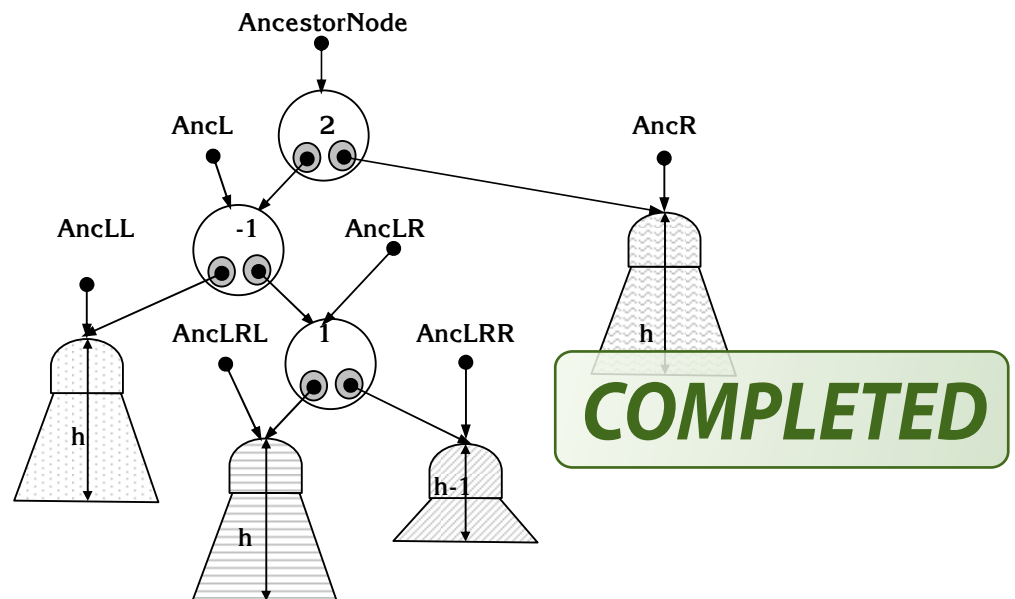 AncestorNode
2
AncL
AncR
-1
AncLL
AncLR
1
AncLRL
AncLRR
h
COMPLETED
h
h-1
h